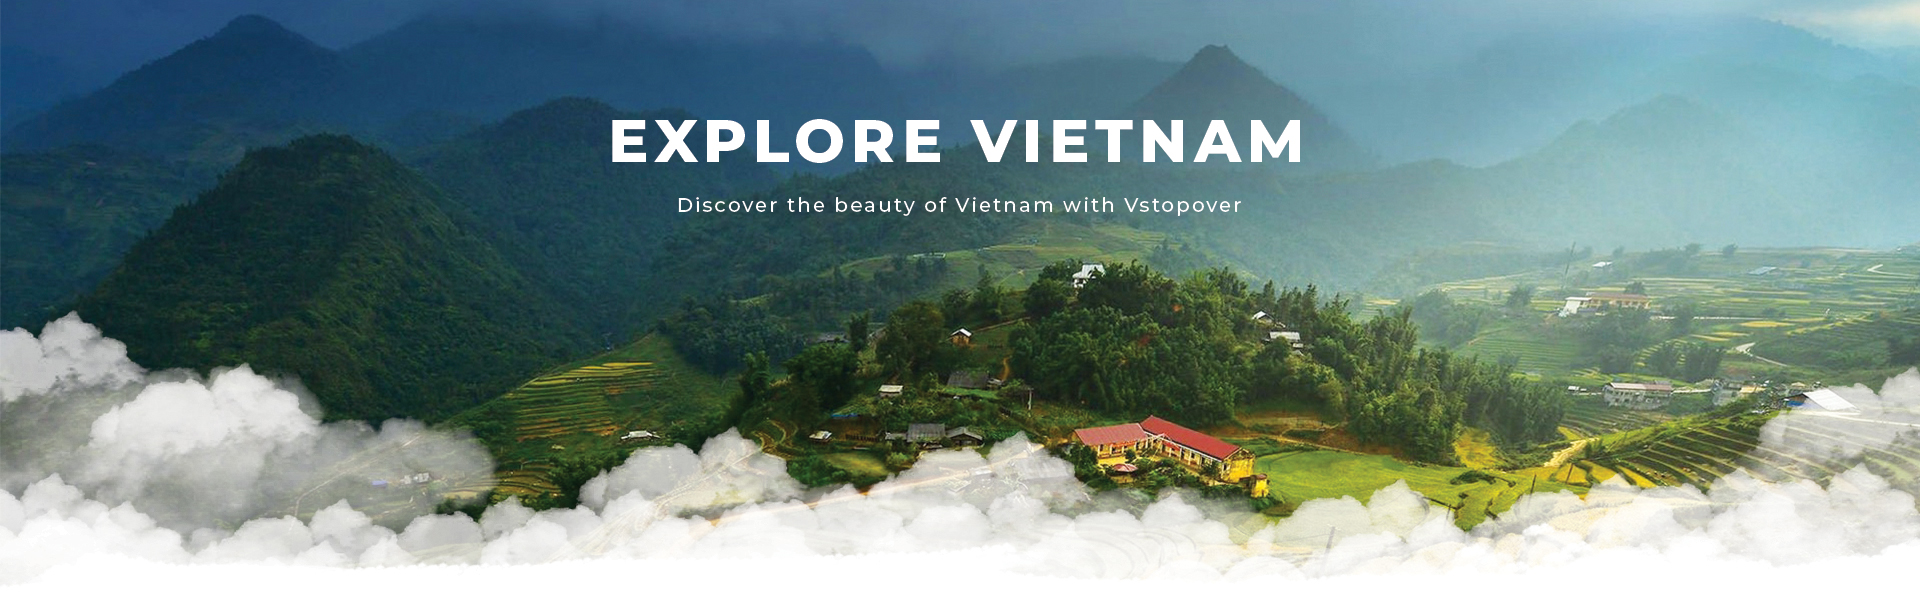 EXPLORE VIETNAM
Discover the beauty of Vietnam with Vstopover